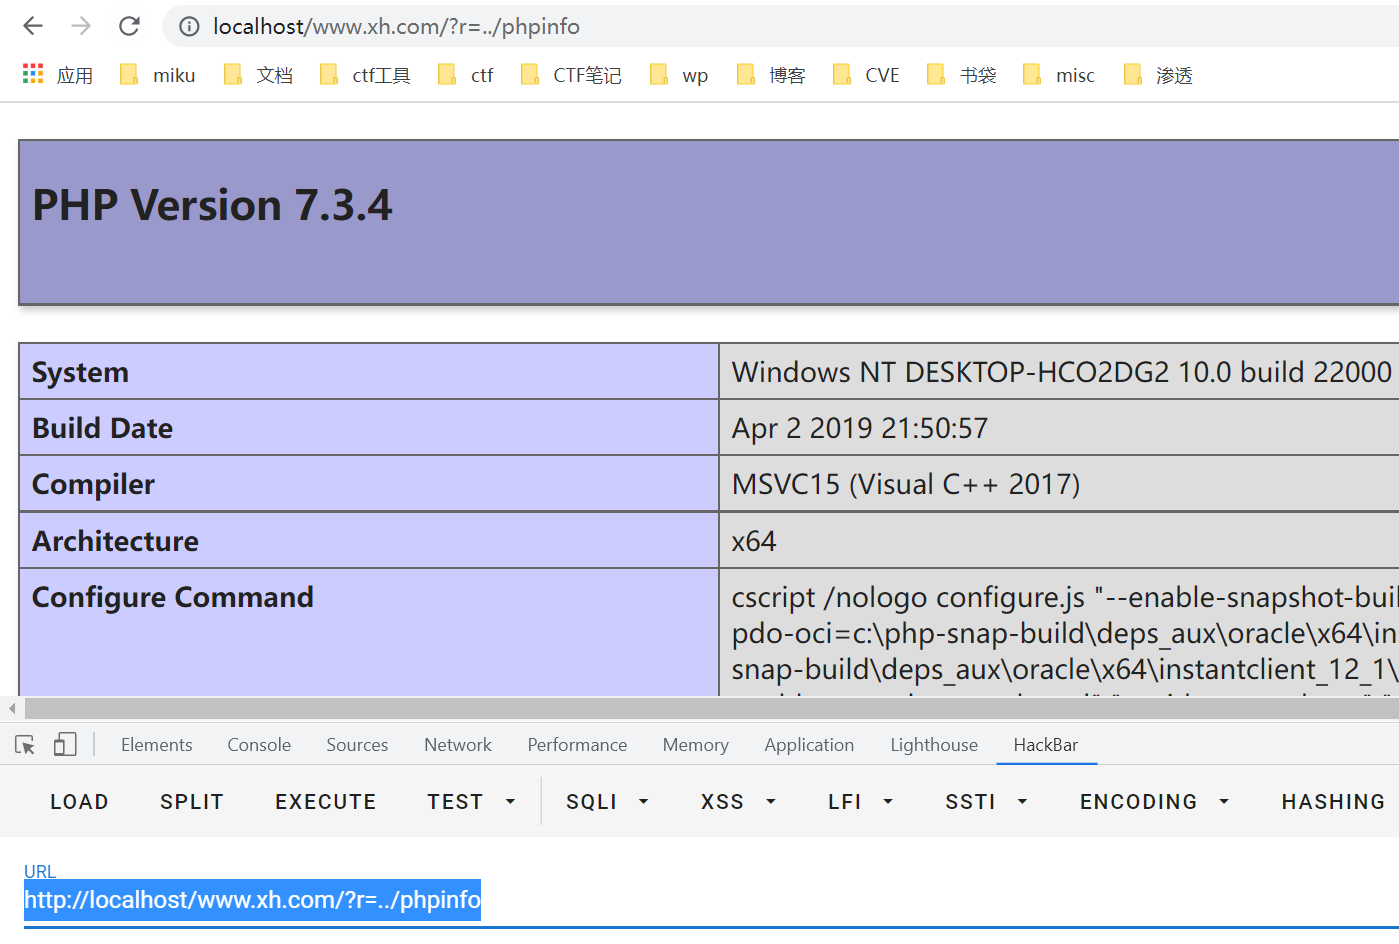 localhost/www.xh.com/?r=../phpinfo
应用 miku 文档 ctf工具 ctf CTF笔记 wp 博客 CVE 书袋 misc 渗透
PHP Version 7.3.4
System Windows NT DESKTOP-HCO2DG2 10.0 build 22000
Build Date Apr 2 2019 21:50:57
Compiler MSVC15 (Visual C++ 2017)
Architecture x64
Configure Command cscript /nologo configure.js "--enable-snapshot-buil
pdo-oci=c:\php-snap-build\deps_aux\oracle\x64\ins
snap-build\deps_aux\oracle\x64\instantclient_12_1\
Elements Console Sources Network Performance Memory Application Lighthouse HackBar
LOAD SPLIT EXECUTE TEST SQLI XSS LFI SSTI ENCODING HASHING
URL
http://localhost/www.xh.com/?r=../phpinfo